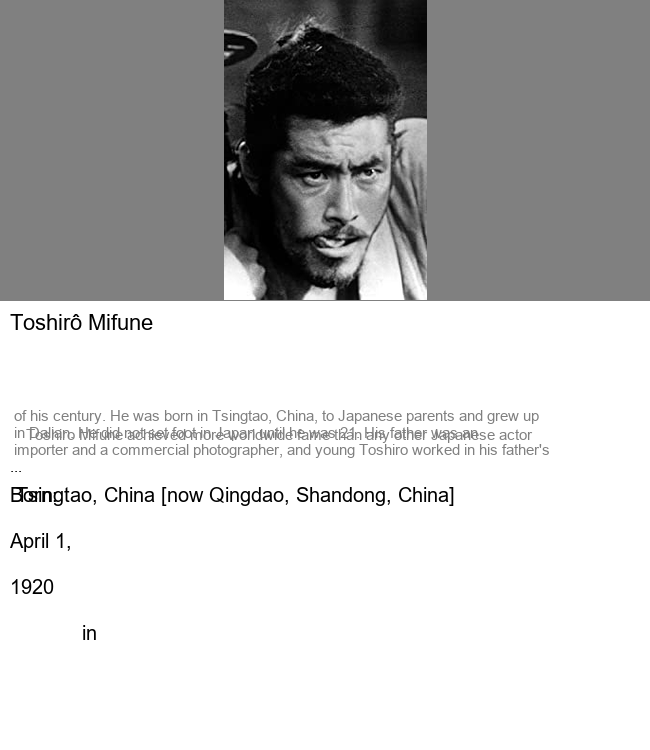 Toshirô Mifune
Toshiro Mifune achieved more worldwide fame than any other Japanese actor
of his century. He was born in Tsingtao, China, to Japanese parents and grew up
in Dalian. He did not set foot in Japan until he was 21. His father was an
importer and a commercial photographer, and young Toshiro worked in his father's
...
Born:
Tsingtao, China [now Qingdao, Shandong, China]
April 1,
1920
in